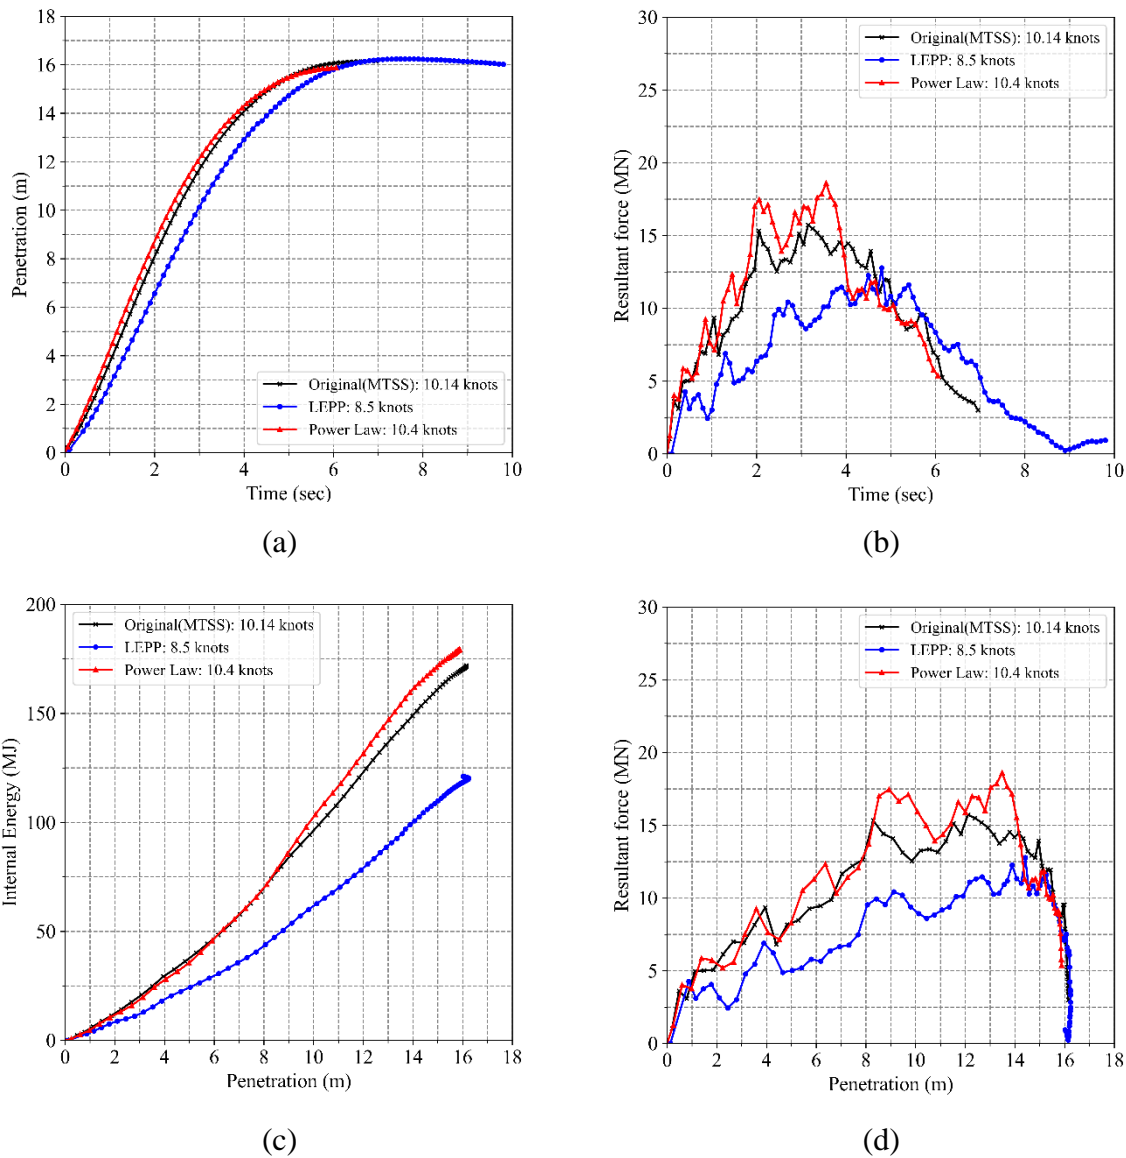 18
16
14
12
10
8
6
4
2
0
Penetration (m)
Original(MTSS): 10.14 knots
LEPP: 8.5 knots
Power Law: 10.4 knots
0 2 4 6 8 10
Time (sec)
(a)
30
25
20
15
10
5
0
Resultant force (MN)
Original(MTSS): 10.14 knots
LEPP: 8.5 knots
Power Law: 10.4 knots
0 2 4 6 8 10
Time (sec)
(b)
200
150
100
50
0
Internal Energy (MJ)
Original(MTSS): 10.14 knots
LEPP: 8.5 knots
Power Law: 10.4 knots
0 2 4 6 8 10 12 14 16 18
Penetration (m)
(c)
30
25
20
15
10
5
0
Resultant force (MN)
Original(MTSS): 10.14 knots
LEPP: 8.5 knots
Power Law: 10.4 knots
0 2 4 6 8 10 12 14 16 18
Penetration (m)
(d)